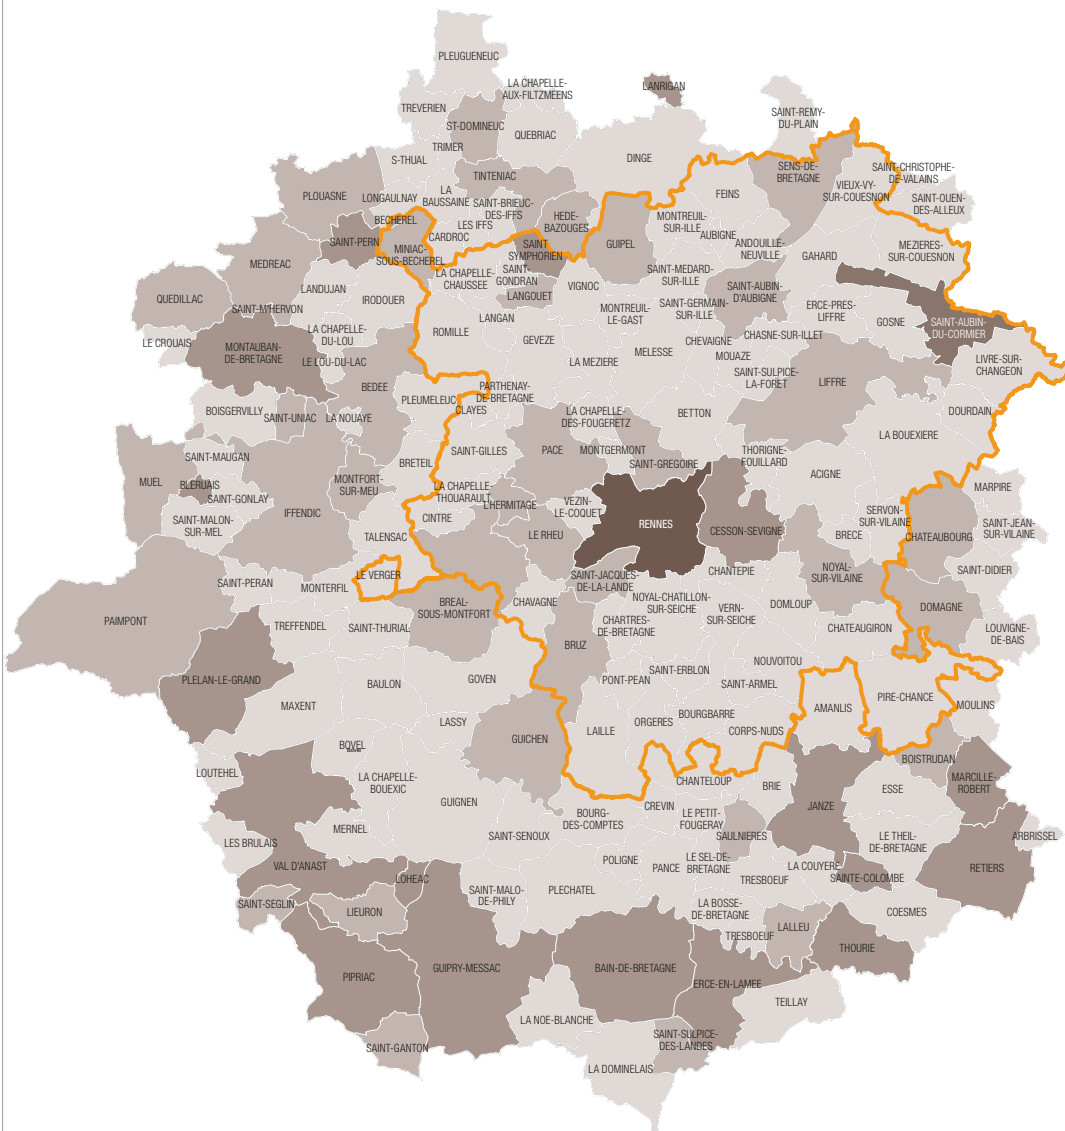 PLEUGUENEUC
LA CHAPELLE-
AUX-FILTZMÉENS
LANRIGAN
TREVERIEN
SAINT-REMY-
DU-PLAIN
ST-DOMINEUC
QUEBRIAC
TRIMER
DINGE
S-THUAL
SENS-DE-
BRETAGNE
SAINT-CHRISTOPHE-
DE-VALAINS
TINTENIAC
PLOUASNE
LONGAULNAY
LA
BAUSSAINE
VIEUX-VY-
SUR-COUESNON
FEINS
SAINT-OUEN-
DES-ALLEUX
SAINT-BRIEUC-
DES-IFFS
HEDE-
BAZOUGES
MONTREUIL-
SUR-ILLE
BECHEREL
LES IFFS
CARDROC
AUBIGNE
SAINT-PERN
SAINT
SYMPHORIEN
GUIPEL
ANDOUILLE-
NEUVILLE
MEZIERES-
SUR-COUESNON
MINIAC-
SOUS-BECHEREL
GAHARD
MEDREAC
LA CHAPELLE-
CHAUSSEE
SAINT-
GONDRAN
SAINT-MEDARD-
SUR-ILLE
VIGNOC
SAINT-AUBIN
D'AUBIGNE
LANDUJAN
IRODOUER
LANGOUET
QUEDILLAC
SAINT-M'HERVON
MONTREUIL-
LE-GAST
SAINT-GERMAIN-
SUR-ILLE
ERCE-PRES-
LIFFRE
LANGAN
GOSNE
SAINT-AUBIN-
DU-CORMIER
LA CHAPELLE-
DU-LOU
ROMILLE
CHASNE-SUR-ILLET
LE CROUAIS
MONTAUBAN-
DE-BRETAGNE
GEVEZE
CHEVAIGNE
MELESSE
MOUAZE
LE LOU-DU-LAC
LA MEZIERE
LIVRE-SUR-
CHANGEON
SAINT-SULPICE-
LA-FORET
LIFFRE
BEDEE
PARTHENAY-
DE-BRETAGNE
PLEUMELEUC
CLAYES
BOISGERVILLY
SAINT-UNIAC
LA NOUAYE
LA CHAPELLE-
DES-FOUGERETZ
BETTON
DOURDAIN
LA BOUEXIERE
SAINT-MAUGAN
SAINT-GILLES
PACE
MONTGERMONT
THORIGNE-
FOUILLARD
BRETEIL
SAINT-GREGOIRE
ACIGNE
MUEL
BLERUAIS
MONTFORT-
SUR-MEU
LA CHAPELLE-
THOUARAULT
MARPIRE
SAINT-GONLAY
L'HERMITAGE
VEZIN-
LE-COQUET
IFFENDIC
CINTRE
SERVON-
SUR-VILAINE
SAINT-MALON-
SUR-MEL
RENNES
CESSON-SEVIGNE
SAINT-JEAN-
SUR-VILAINE
TALENSAC
LE RHEU
BRECE
CHATEAUBOURG
SAINT-DIDIER
LE VERGER
SAINT-JACQUES-
DE-LA-LANDE
CHANTEPIE
NOYAL-
SUR-VILAINE
SAINT-PERAN
MONTERFIL
BREAL-
SOUS-MONTFORT
CHAVAGNE
NOYAL-CHATILLON-
SUR-SEICHE
DOMLOUP
DOMAGNE
PAIMPONT
TREFFENDEL
SAINT-THURIAL
CHARTRES-
DE-BRETAGNE
VERN-
SUR-SEICHE
CHATEAUGIRON
LOUVIGNE-
DE-BAIS
BRUZ
NOUVOITOU
SAINT-ERBLON
PLELAN-LE-GRAND
GOVEN
PONT-PEAN
BAULON
SAINT-ARMEL
PIRE-CHANCE
MAXENT
MOULINS
AMANLIS
BOURGBARRE
LASSY
ORGERES
LAILLE
CORPS-NUDS
GUICHEN
BOVEL
BOISTRUDAN
LOUTEHEL
LA CHAPELLE-
BOUEXIC
CHANTELOUP
MARCILLE-
ROBERT
BRIE
ESSE
GUIGNEN
CREVIN
JANZE
BOURG-
DES-COMPTES
LE PETIT-
FOUGERAY
MERNEL
SAINT-SENOUX
SAULNIERES
ARBRISSEL
LES BRULAIS
LE THEIL-
DE-BRETAGNE
POLIGNE
LE SEL-DE-
BRETAGNE
VAL D'ANAST
PANCE
LA COUYERE
RETIERS
LOHEAC
TRESBOEUF
SAINTE-COLOMBE
SAINT-MALO-
DE-PHILY
PLECHATEL
SAINT-SEGLIN
LIEURON
LA BOSSE-
DE-BRETAGNE
COESMES
LALLEU
TRESBOEUF
THOURIE
GUIPRY-MESSAC
BAIN-DE-BRETAGNE
PIPRIAC
ERCE-EN-LAMEE
TEILLAY
LA NOE-BLANCHE
SAINT-SULPICE-
DES-LANDES
SAINT-GANTON
LA DOMINELAIS